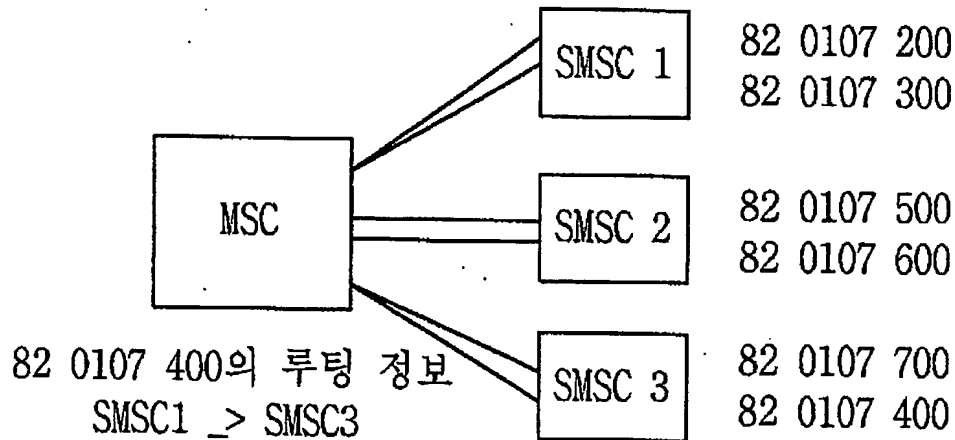 SMSC 1
82 0107 200
82 0107 300
MSC
SMSC 2
82 0107 500
82 0107 600
82 0107 400의 루팅 정보
SMSC1 _> SMSC3
SMSC 3
82 0107 700
82 0107 400